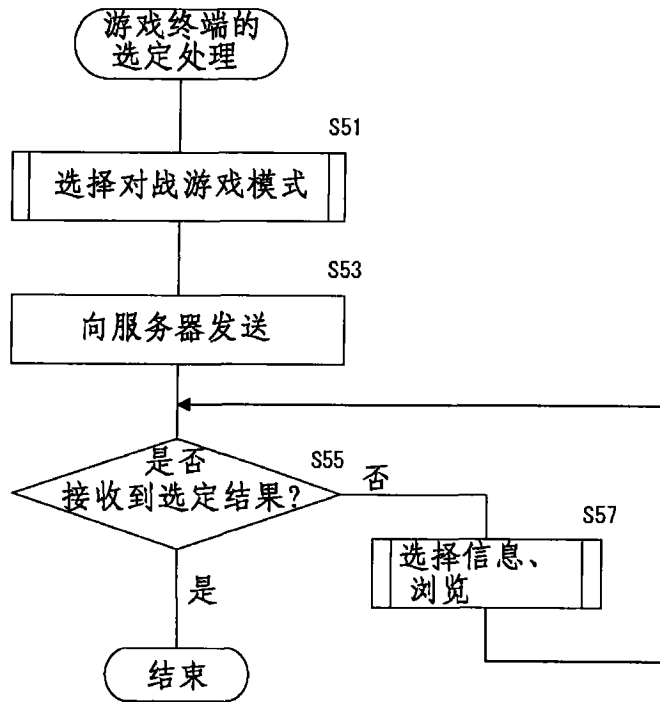 游戏终端的
选定处理
S51
选择对战游戏模式
S53
向服务器发送
是否
接收到选定结果?
S55
否
S57
选择信息、
浏览
是
结束